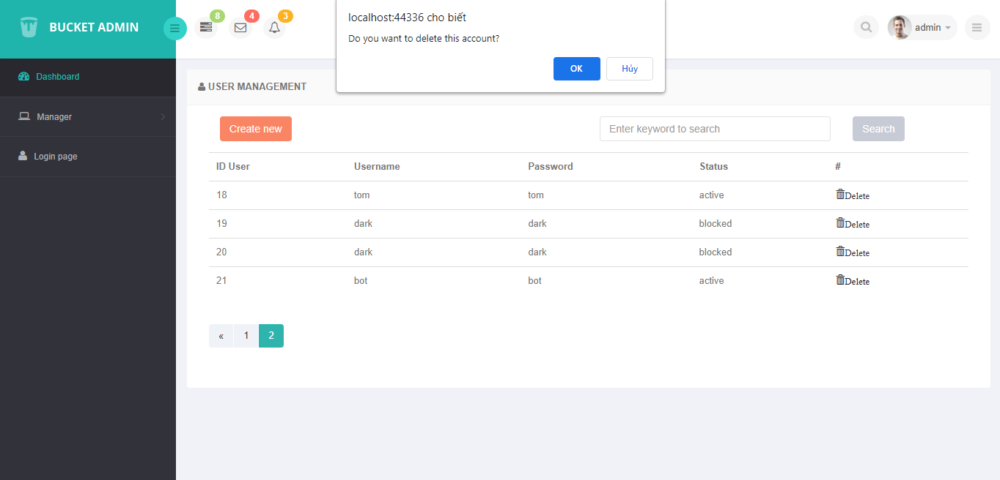 BUCKET ADMIN
8
4
3
localhost:44336 cho biết
Do you want to delete this account?
OK
Hủy
admin
Dashboard
Manager
Login page
USER MANAGEMENT
Create new
Enter keyword to search
Search
ID User Username Password Status #
18 tom tom active Delete
19 dark dark blocked Delete
20 dark dark blocked Delete
21 bot bot active Delete
« 1 2